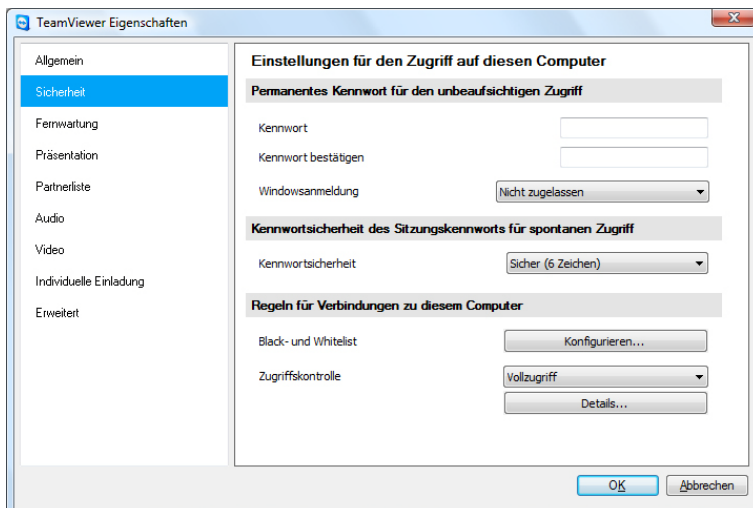 TeamViewer Eigenschaften
Allgemein
Sicherheit
Fernwartung
Präsentation
Partnerliste
Audio
Video
Individuelle Einladung
Erweitert
Einstellungen für den Zugriff auf diesen Computer
Permanentes Kennwort für den unbeaufsichtigen Zugriff
Kennwort
Kennwort bestätigen
Windowsanmeldung
Nicht zugelassen
Kennwortsicherheit des Sitzungskennworts für spontanen Zugriff
Kennwortsicherheit
Sicher (6 Zeichen)
Regeln für Verbindungen zu diesem Computer
Black- und Whitelist
Konfigurieren...
Zugriffskontrolle
Vollzugriff
Details...
OK
Abbrechen